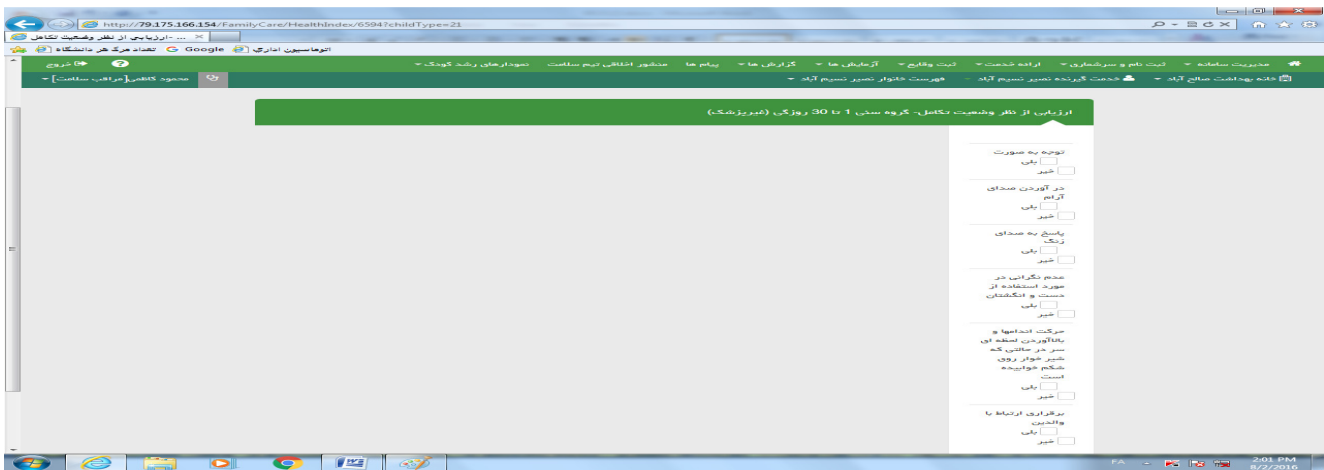 http://79.175.166.154/FamilyCare/HealthIndex/6594?childType=21
ارزیابی از نظر وضعیت تکامل- ...
اتوماسیون اداری Google تعداد مرگ هر دانشگاه
مدیریت سامانه ثبت نام و سرشماری ارائه خدمت ثبت وقایع آزمایش ها گزارش ها پیام ها منشور اخلاقی تیم سلامت نمودارهای رشد کودک خروج
خانه بهداشت صالح آباد خدمت گیرنده نصیر نسیم آباد فهرست خانوار نصیر نسیم آباد محمود کاظمی[مراقب سلامت]
ارزیابی از نظر وضعیت تکامل- گروه سنی 1 تا 30 روزگی (غیرپزشک)
توجه به صورت
بلی
خیر
در آوردن صدای
آرام
بلی
خیر
پاسخ به صدای
زنگ
بلی
خیر
عدم نگرانی در
مورد استفاده از
دست و انگشتان
بلی
خیر
حرکت اندامها و
بالاآوردن لحظه ای
سر در حالتی که
شیر خوار روی
شکم خوابیده
است
بلی
خیر
برقراری ارتباط با
والدین
بلی
خیر
FA
2:01 PM
8/2/2016